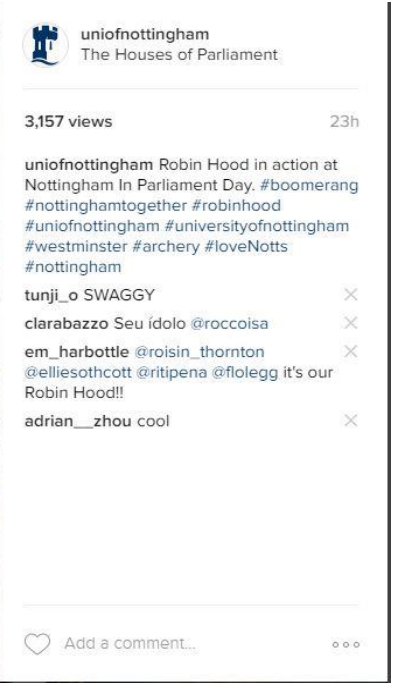 uniofnottingham
The Houses of Parliament
3,157 views 23h
uniofnottingham Robin Hood in action at
Nottingham In Parliament Day. #boomerang
#nottinghamtogether #robinhood
#uniofnottingham #universityofnottingham
#westminster #archery #loveNotts
#nottingham
tunji_o SWAGGY
clarabazzo Seu ídolo @roccoisa
em_harbottle @roisin_thornton
@elliesothcott @ritipena @flolegg it's our
Robin Hood!!
adrian__zhou cool
Add a comment...